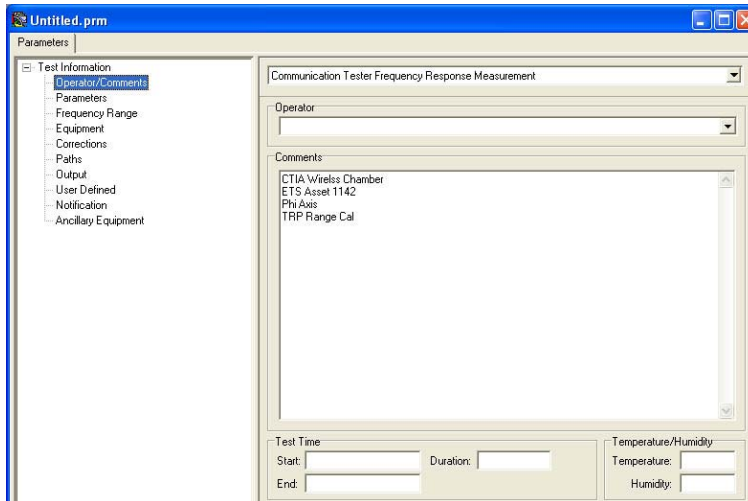 Untitled.prm
Parameters
Test Information
Operator/Comments
Parameters
Frequency Range
Equipment
Corrections
Paths
Output
User Defined
Notification
Ancillary Equipment
Communication Tester Frequency Response Measurement
Operator
Comments
CTIA Wirelss Chamber
ETS Asset 1142
Phi Axis
TRP Range Cal
Test Time
Start:
Duration:
End:
Temperature/Humidity
Temperature:
Humidity: